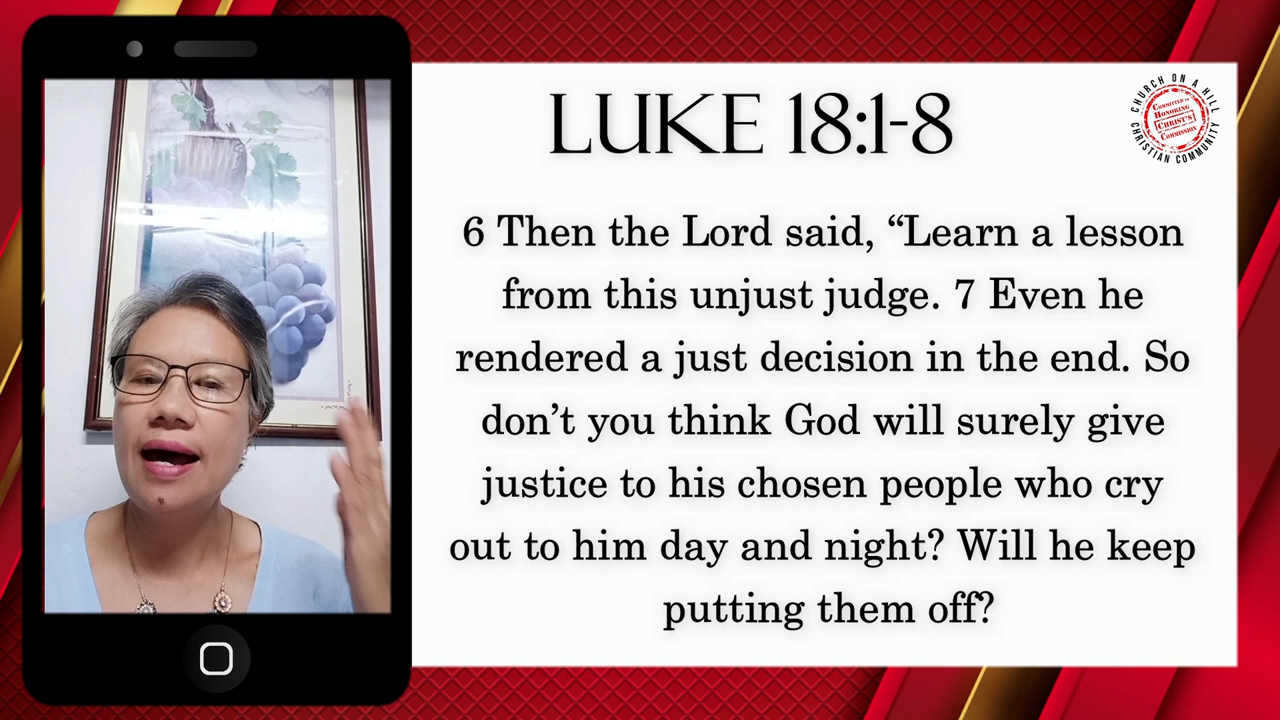 LUKE 18:1-8
CHURCH ON A HILL
COMMITTED TO
HONORING
CHRIST'S
COMMISSION
CHRISTIAN COMMUNITY
6 Then the Lord said, “Learn a lesson
from this unjust judge. 7 Even he
rendered a just decision in the end. So
don’t you think God will surely give
justice to his chosen people who cry
out to him day and night? Will he keep
putting them off?